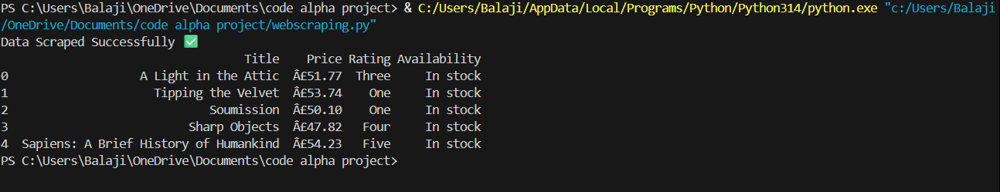 PS C:\Users\Balaji\OneDrive\Documents\code alpha project> & C:/Users/Balaji/AppData/Local/Programs/Python/Python314/python.exe "c:/Users/Balaji
/OneDrive/Documents/code alpha project/webscraping.py"
Data Scraped Successfully ✅
Title Price Rating Availability
0 A Light in the Attic Â£51.77 Three In stock
1 Tipping the Velvet Â£53.74 One In stock
2 Soumission Â£50.10 One In stock
3 Sharp Objects Â£47.82 Four In stock
4 Sapiens: A Brief History of Humankind Â£54.23 Five In stock
PS C:\Users\Balaji\OneDrive\Documents\code alpha project>